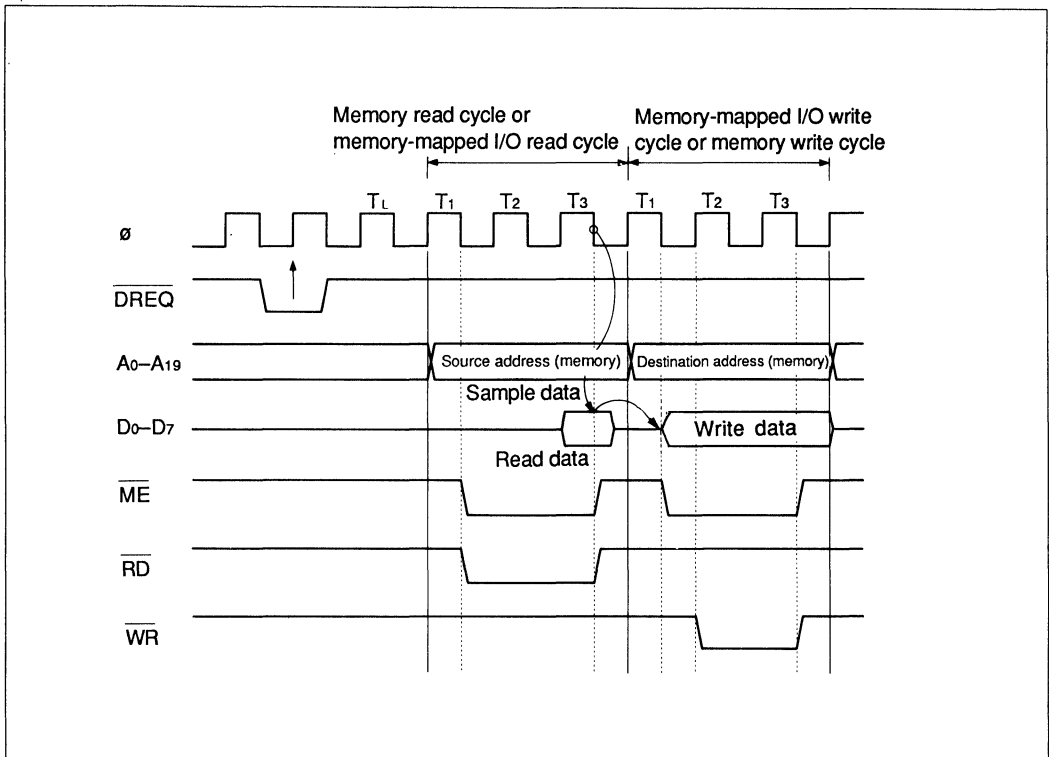 Memory read cycle or
memory-mapped I/O read cycle
Memory-mapped I/O write
cycle or memory write cycle
TL T1 T2 T3 T1 T2 T3
ø
DREQ
A0–A19 Source address (memory) Destination address (memory)
Sample data
D0–D7 Write data
Read data
ME
RD
WR